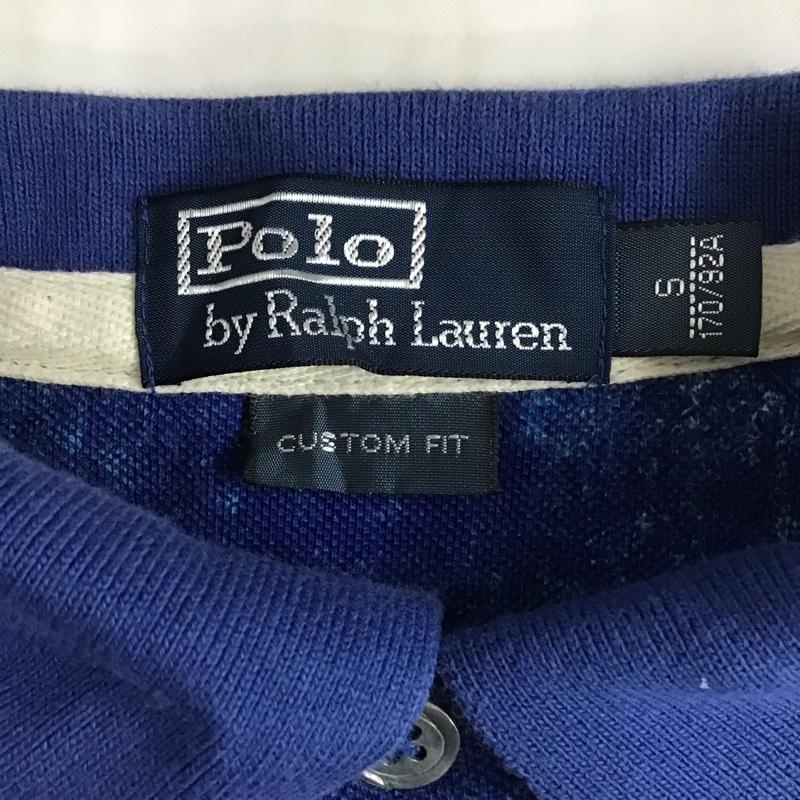 Polo
by Ralph Lauren
S
170/92A
CUSTOM FIT